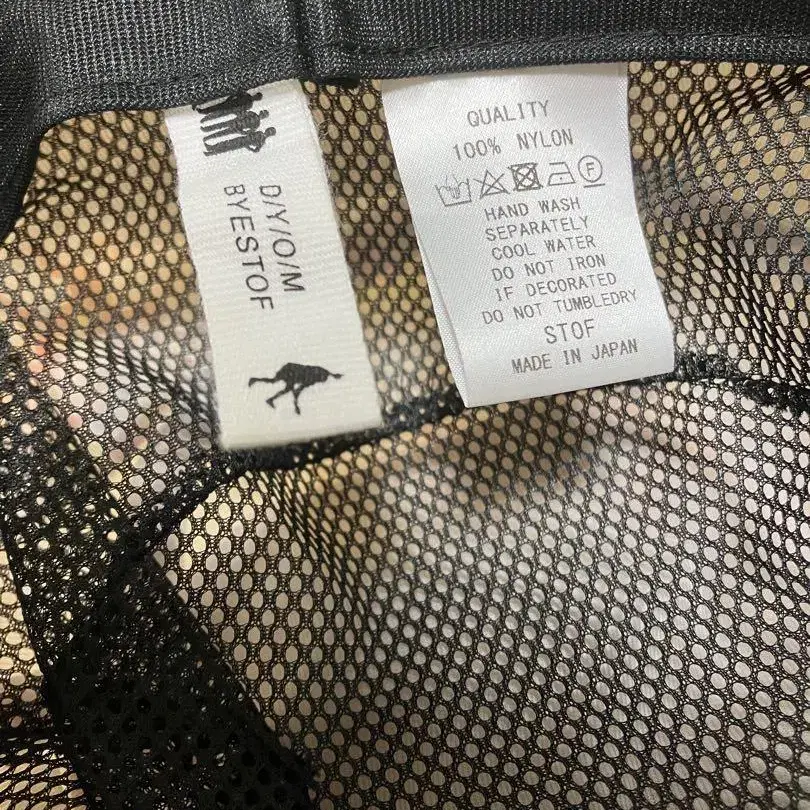 D/Y/O/M
BYESTOF
QUALITY
100% NYLON
HAND WASH
SEPARATELY
COOL WATER
DO NOT IRON
IF DECORATED
DO NOT TUMBLEDRY
STOF
MADE IN JAPAN